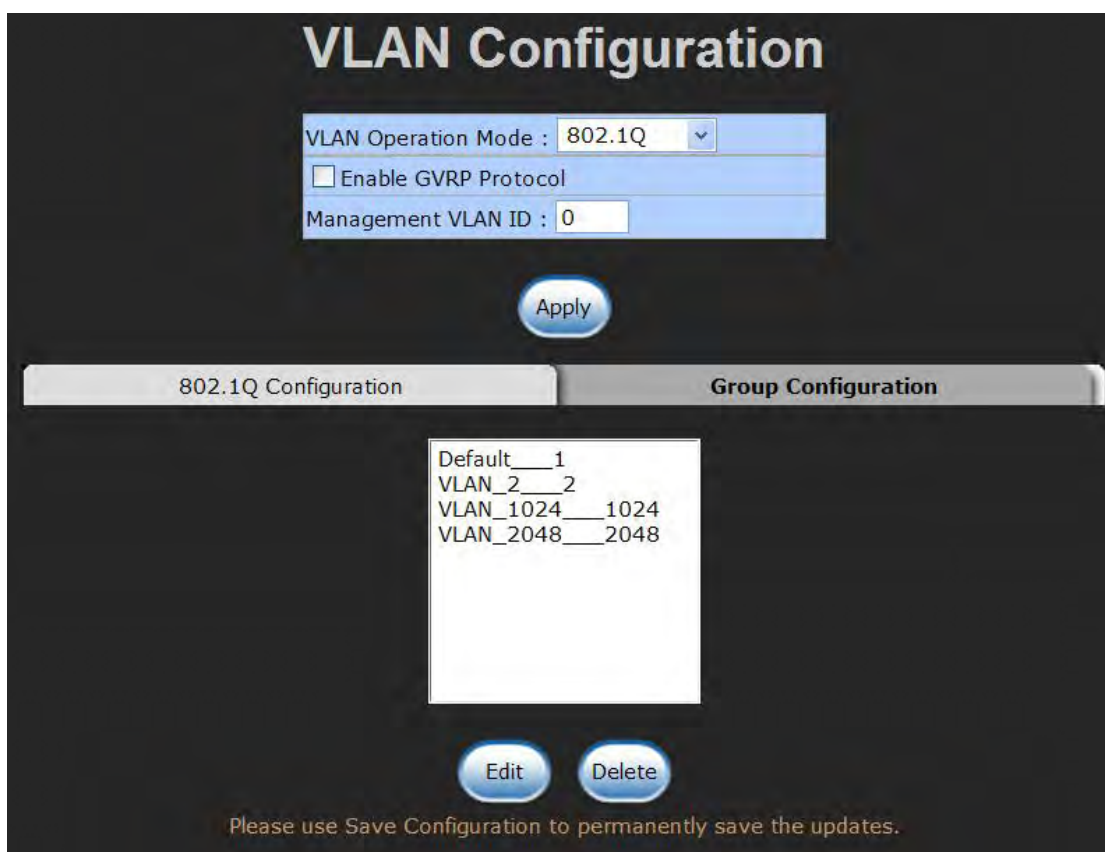 VLAN Configuration
VLAN Operation Mode : 802.1Q
Enable GVRP Protocol
Management VLAN ID : 0
Apply
802.1Q Configuration
Group Configuration
Default___1
VLAN_2___2
VLAN_1024___1024
VLAN_2048___2048
Edit
Delete
Please use Save Configuration to permanently save the updates.